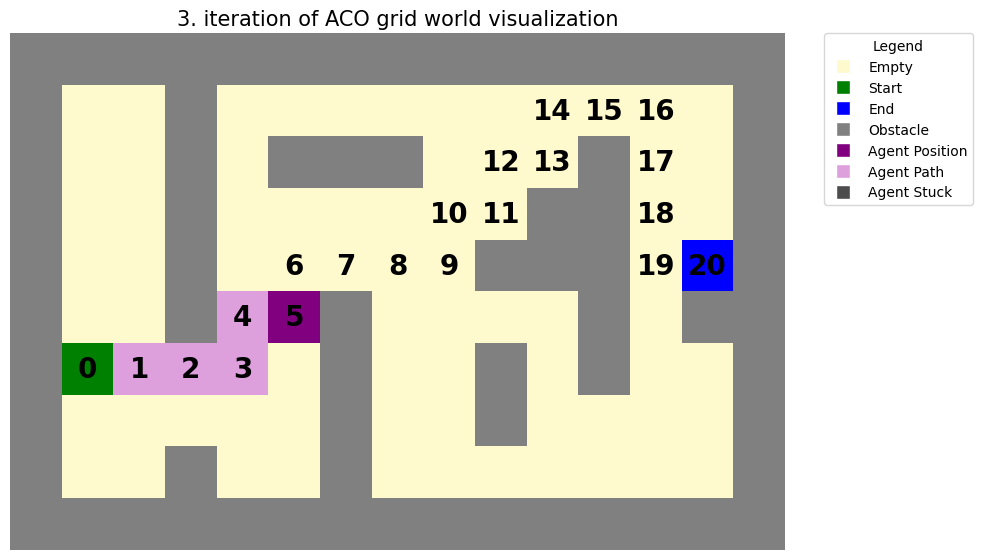 3. iteration of ACO grid world visualization
14 15 16
12 13 17
10 11 18
6 7 8 9 19 20
4 5
0 1 2 3
Legend
Empty
Start
End
Obstacle
Agent Position
Agent Path
Agent Stuck